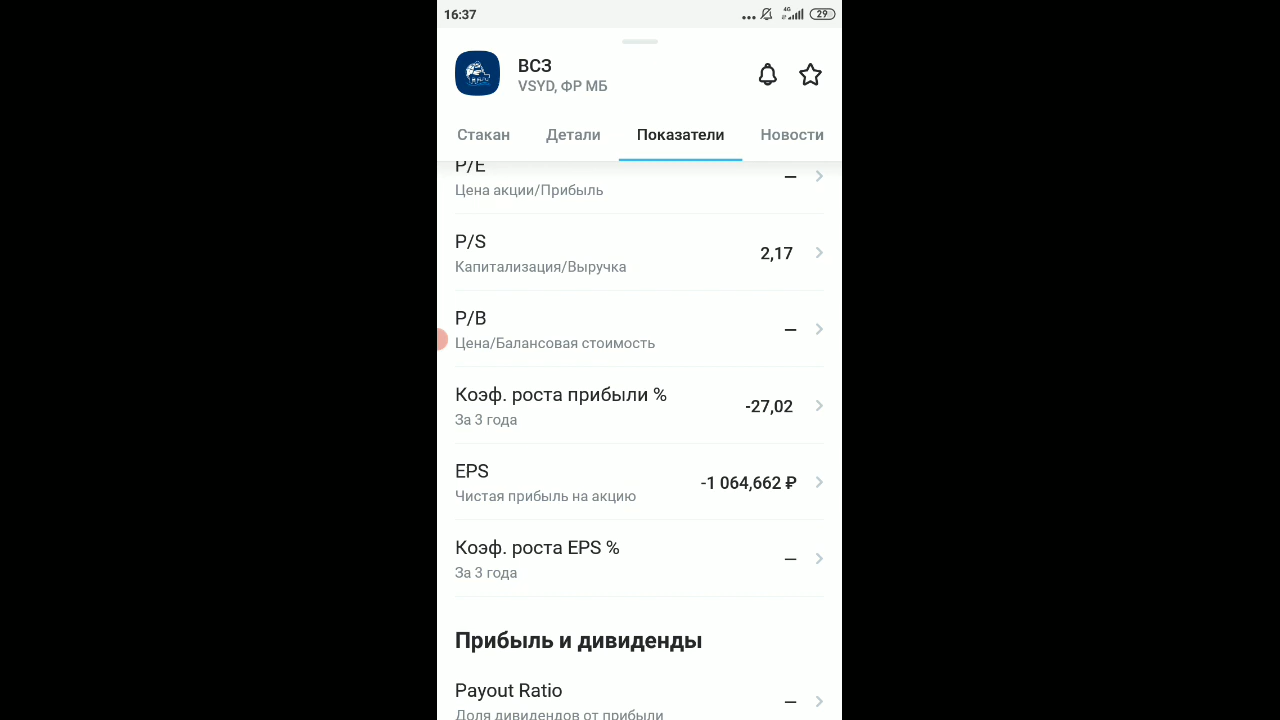 16:37
4G
29
ВСЗ
VSYD, ФР МБ
Стакан Детали Показатели Новости
P/E
—
Цена акции/Прибыль
P/S
2,17
Капитализация/Выручка
P/B
—
Цена/Балансовая стоимость
Коэф. роста прибыли %
-27,02
За 3 года
EPS
-1 064,662 ₽
Чистая прибыль на акцию
Коэф. роста EPS %
—
За 3 года
Прибыль и дивиденды
Payout Ratio
—
Доля дивидендов от прибыли